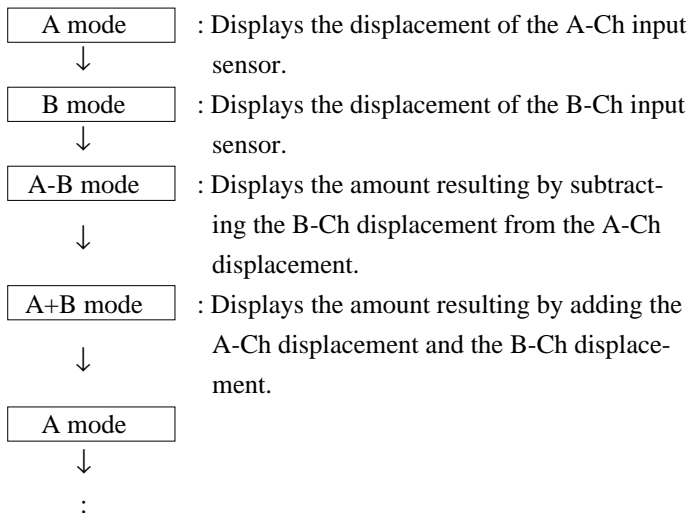 A mode : Displays the displacement of the A-Ch input
↓ sensor.
B mode : Displays the displacement of the B-Ch input
↓ sensor.
A-B mode : Displays the amount resulting by subtract-
ing the B-Ch displacement from the A-Ch
↓
displacement.
A+B mode : Displays the amount resulting by adding the
A-Ch displacement and the B-Ch displace-
↓
ment.
A mode
↓
: